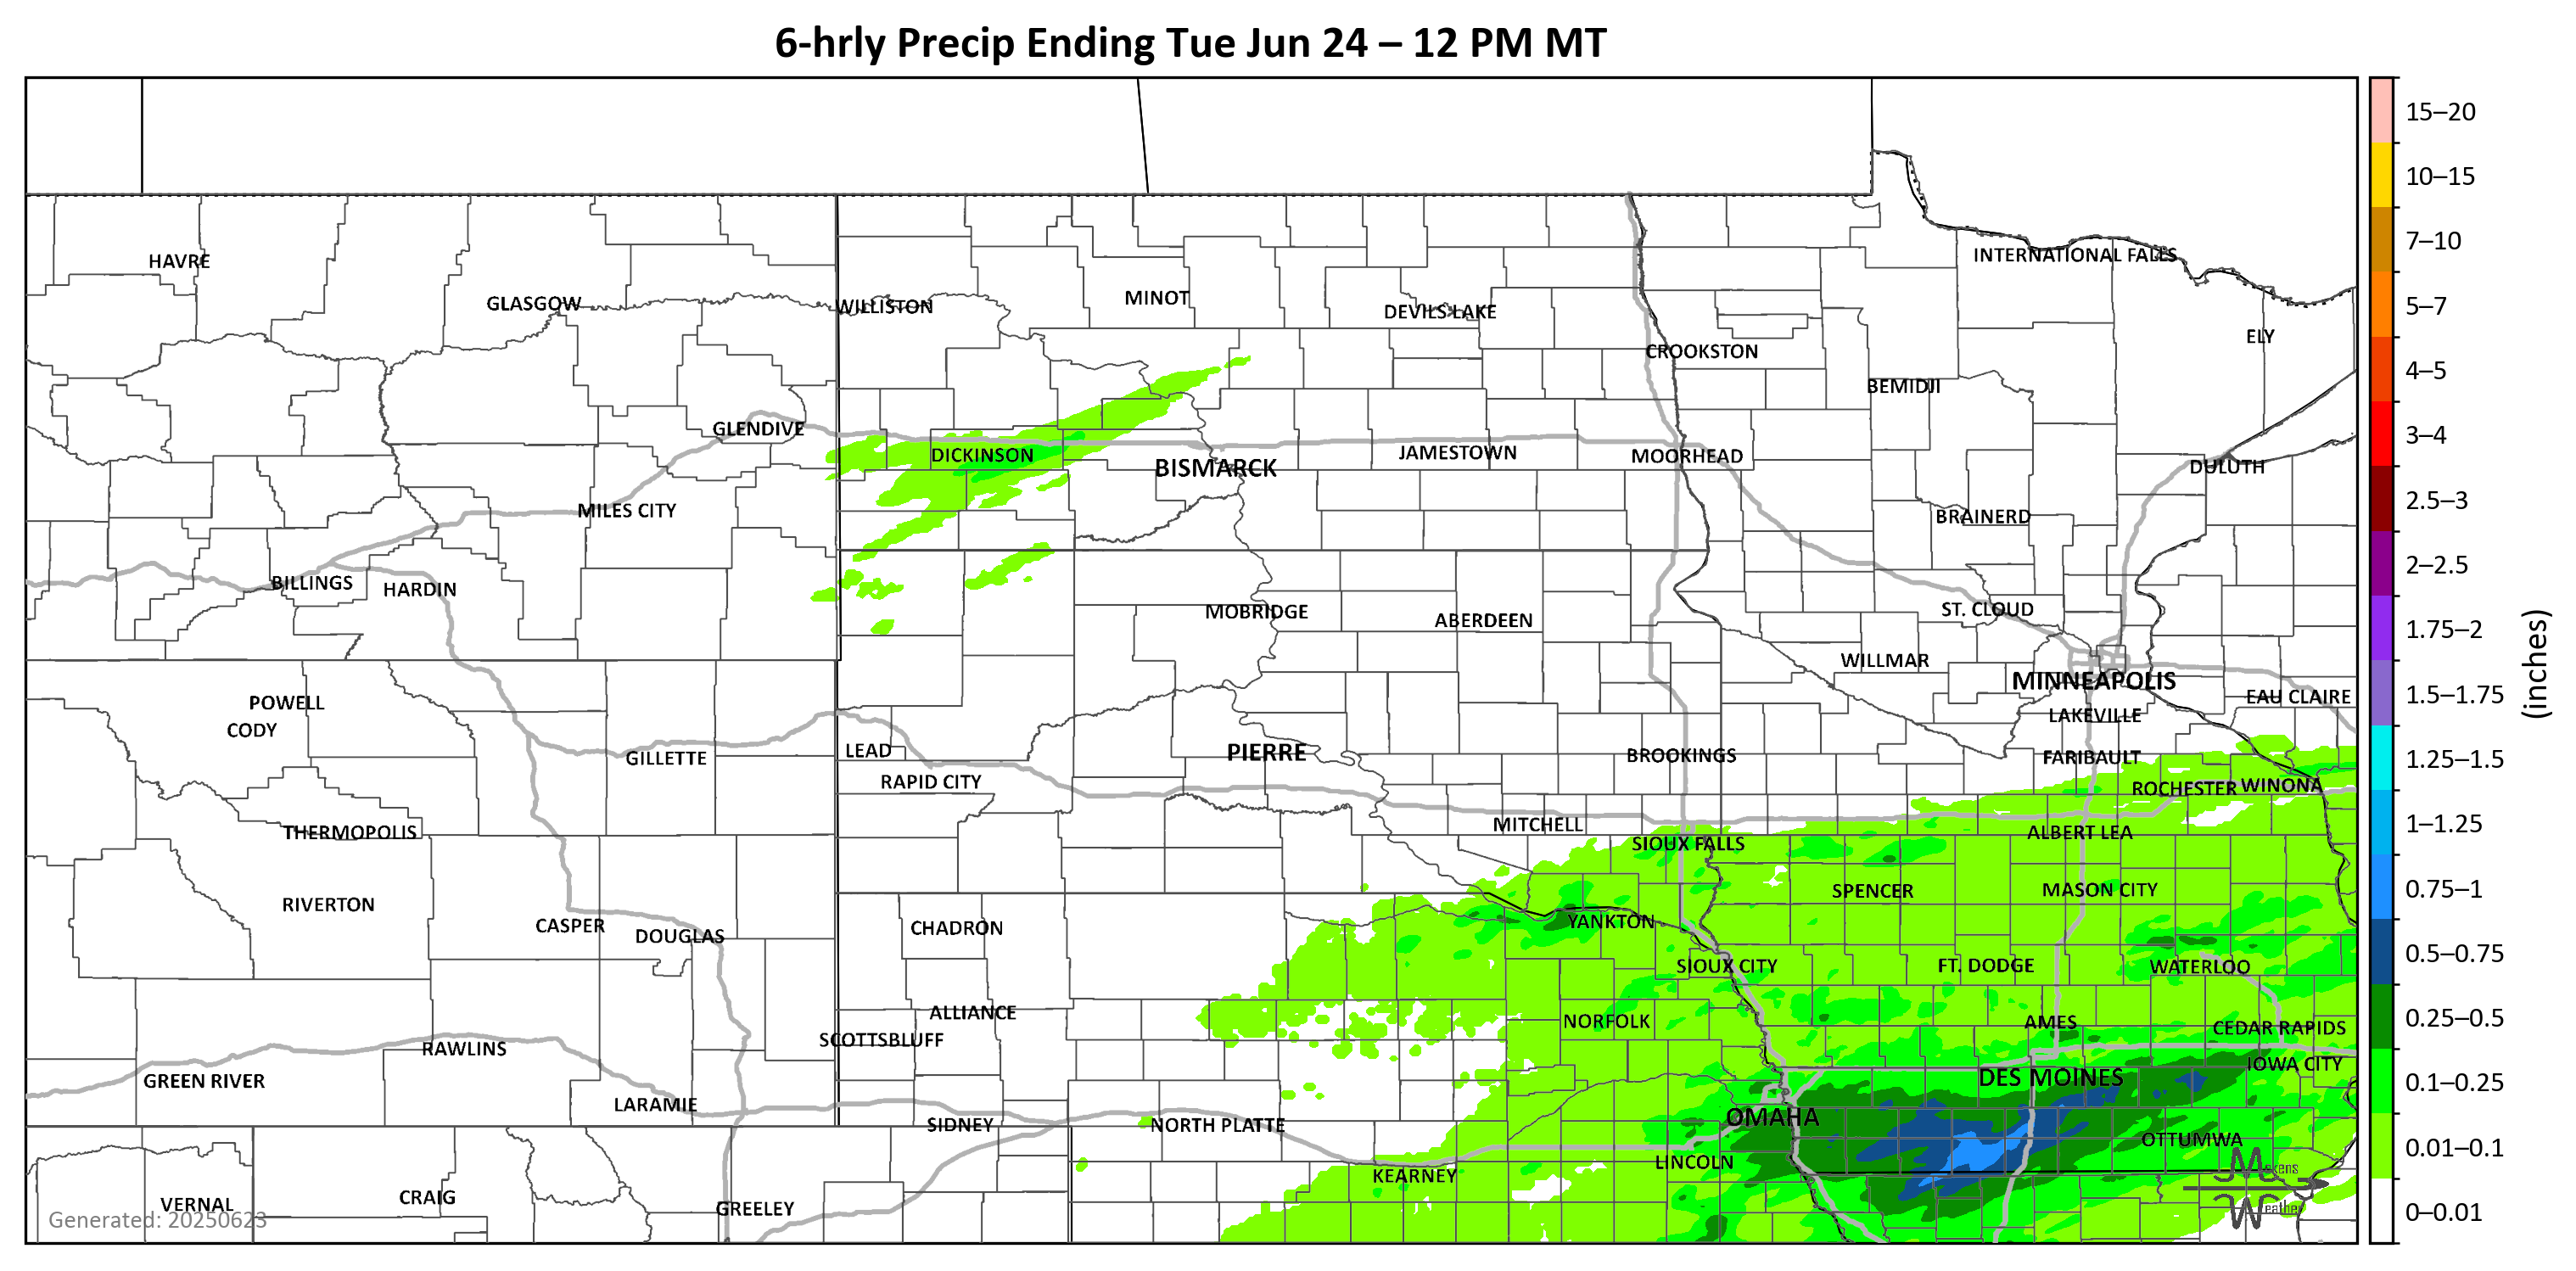 6-hrly Precip Ending Tue Jun 24 – 12 PM MT
15–20
10–15
7–10
5–7
4–5
3–4
2.5–3
2–2.5
1.75–2
1.5–1.75
1.25–1.5
1–1.25
0.75–1
0.5–0.75
0.25–0.5
0.1–0.25
0.01–0.1
0–0.01
(inches)
HAVRE
GLASGOW
WILLISTON
MINOT
DEVILS LAKE
INTERNATIONAL FALLS
CROOKSTON
ELY
BEMIDJI
GLENDIVE
DICKINSON
BISMARCK
JAMESTOWN
MOORHEAD
DULUTH
MILES CITY
BRAINERD
BILLINGS
HARDIN
MOBRIDGE
ABERDEEN
ST. CLOUD
WILLMAR
MINNEAPOLIS
EAU CLAIRE
POWELL
CODY
LAKEVILLE
GILLETTE
LEAD
PIERRE
BROOKINGS
FARIBAULT
RAPID CITY
ROCHESTER
WINONA
THERMOPOLIS
MITCHELL
SIOUX FALLS
ALBERT LEA
RIVERTON
SPENCER
MASON CITY
CASPER
DOUGLAS
CHADRON
YANKTON
SIOUX CITY
FT. DODGE
WATERLOO
ALLIANCE
SCOTTSBLUFF
NORFOLK
AMES
CEDAR RAPIDS
RAWLINS
GREEN RIVER
IOWA CITY
DES MOINES
LARAMIE
SIDNEY
NORTH PLATTE
OMAHA
OTTUMWA
LINCOLN
KEARNEY
VERNAL
CRAIG
GREELEY
Generated: 20250623